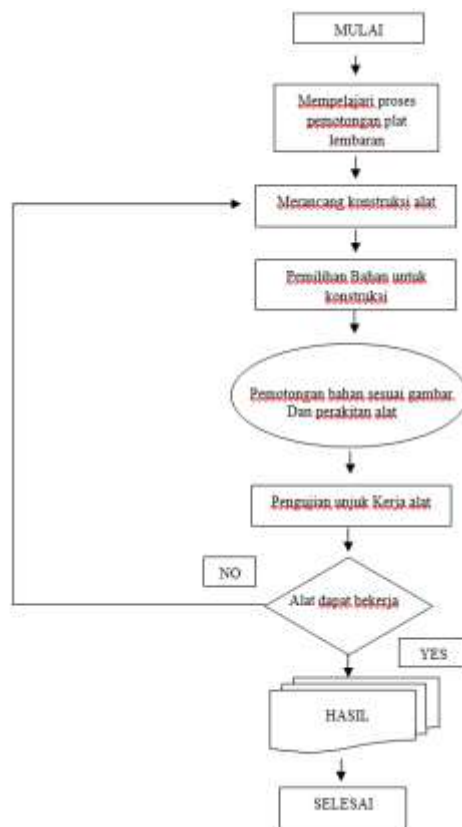 MULAI
Mempelajari proses
pemotongan plat
lembaran
Merancang konstruksi alat
Pemilihan Bahan untuk
konstruksi
Pemotongan bahan sesuai gambar
Dan perakitan alat
Pengujian unjuk Kerja alat
NO
Alat dapat bekerja
YES
HASIL
SELESAI